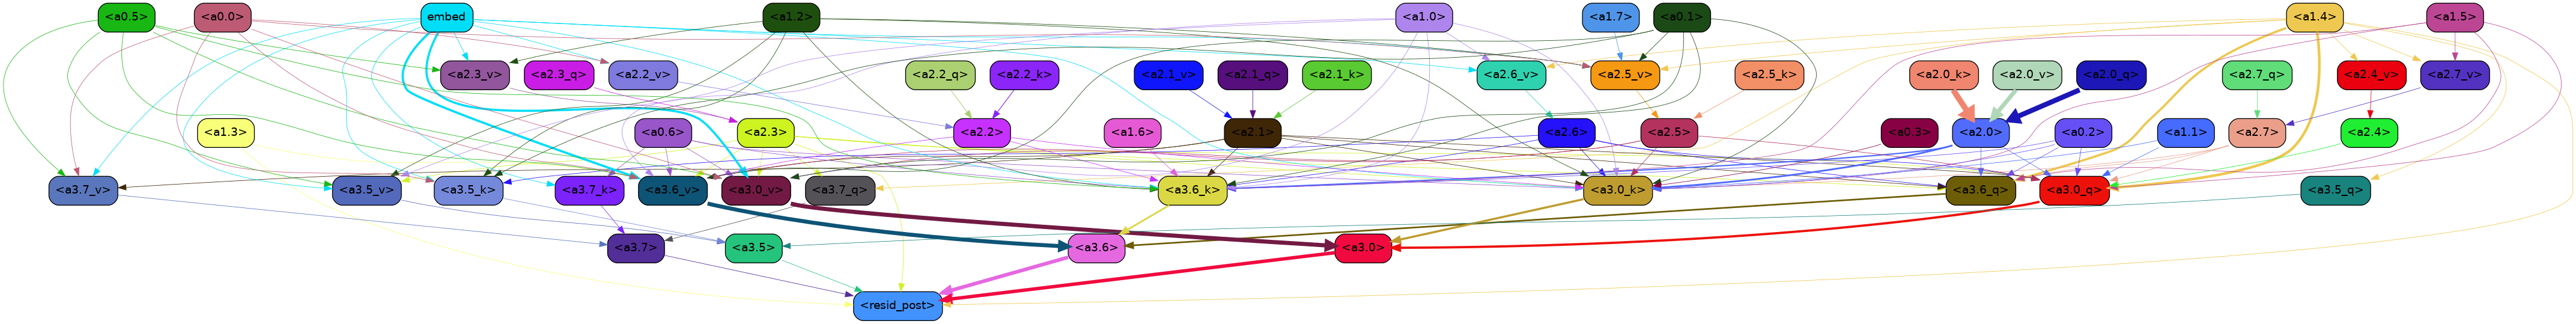 <a0.5> <a0.0> embed <a1.2> <a1.0> <a1.7> <a0.1> <a1.4> <a1.5>
<a2.3_v> <a2.3_q> <a2.2_v> <a2.2_q> <a2.2_k> <a2.1_v> <a2.1_q> <a2.1_k> <a2.6_v> <a2.5_v> <a2.5_k> <a2.0_k> <a2.0_v> <a2.0_q> <a2.7_q> <a2.4_v> <a2.7_v>
<a1.3> <a0.6> <a2.3> <a2.2> <a1.6> <a2.1> <a2.6> <a2.5> <a0.3> <a2.0> <a0.2> <a1.1> <a2.7> <a2.4>
<a3.7_v> <a3.5_v> <a3.5_k> <a3.7_k> <a3.6_v> <a3.0_v> <a3.7_q> <a3.6_k> <a3.0_k> <a3.6_q> <a3.0_q> <a3.5_q>
<a3.7> <a3.5> <a3.6> <a3.0>
<resid_post>